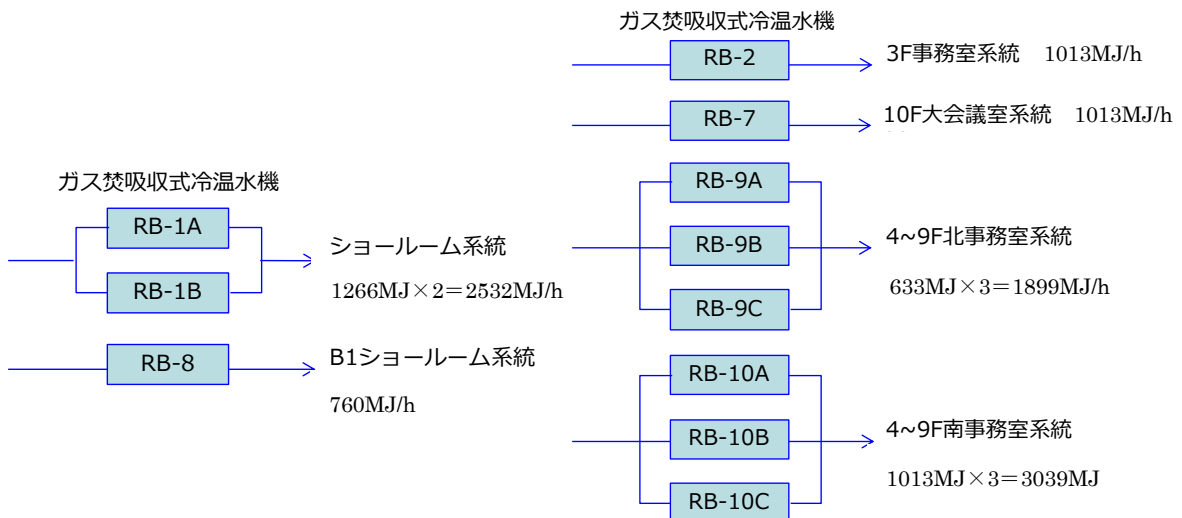 ガス焚吸収式冷温水機
RB-1A
RB-1B
ショールーム系統
1266MJ×2＝2532MJ/h
RB-8
B1ショールーム系統
760MJ/h
ガス焚吸収式冷温水機
RB-2
3F事務室系統 1013MJ/h
RB-7
10F大会議室系統 1013MJ/h
RB-9A
RB-9B
RB-9C
4~9F北事務室系統
633MJ×3＝1899MJ/h
RB-10A
RB-10B
RB-10C
4~9F南事務室系統
1013MJ×3＝3039MJ